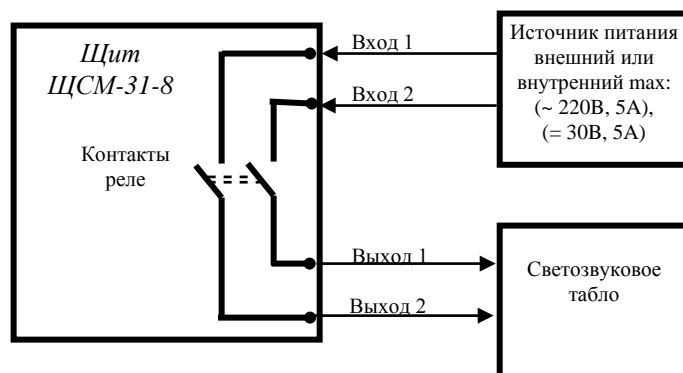 Щит
ЩСМ-31-8
Контакты
реле
Вход 1
Вход 2
Источник питания
внешний или
внутренний max:
(~ 220В, 5А),
(= 30В, 5А)
Выход 1
Выход 2
Светозвуковое
табло